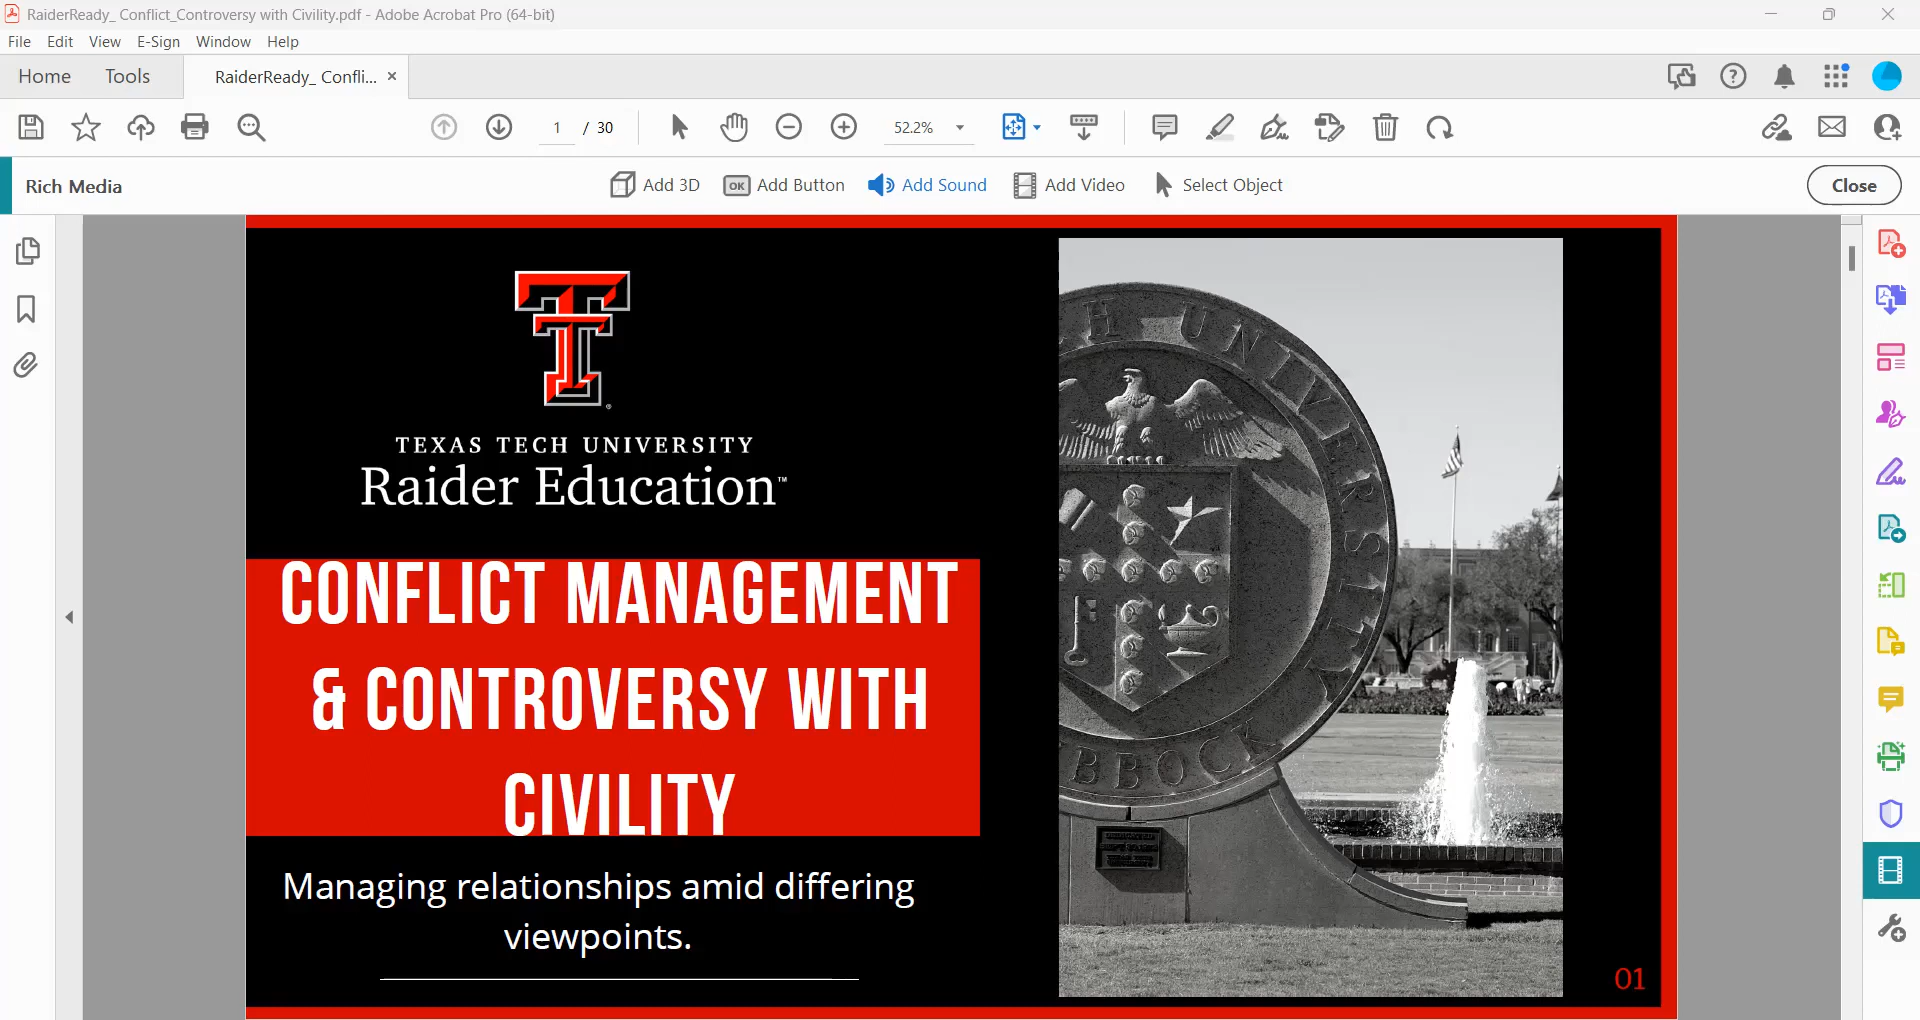 RaiderReady_ Conflict_Controversy with Civility.pdf - Adobe Acrobat Pro (64-bit)
File Edit View E-Sign Window Help
Home Tools RaiderReady_ Confli... ×
1 / 30 52.2%
Rich Media Add 3D OK Add Button Add Sound Add Video Select Object Close
TEXAS TECH UNIVERSITY
Raider Education™
CONFLICT MANAGEMENT
& CONTROVERSY WITH
CIVILITY
Managing relationships amid differing
viewpoints.
H UNIVERSITY
BBOCK
01